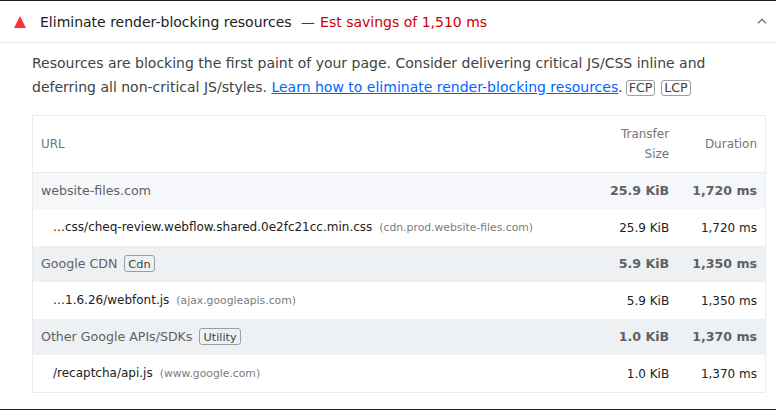 Eliminate render-blocking resources — Est savings of 1,510 ms
Resources are blocking the first paint of your page. Consider delivering critical JS/CSS inline and
deferring all non-critical JS/styles. Learn how to eliminate render-blocking resources. FCP LCP
URL Transfer Size Duration
website-files.com 25.9 KiB 1,720 ms
…css/cheq-review.webflow.shared.0e2fc21cc.min.css (cdn.prod.website-files.com) 25.9 KiB 1,720 ms
Google CDN Cdn 5.9 KiB 1,350 ms
…1.6.26/webfont.js (ajax.googleapis.com) 5.9 KiB 1,350 ms
Other Google APIs/SDKs Utility 1.0 KiB 1,370 ms
/recaptcha/api.js (www.google.com) 1.0 KiB 1,370 ms